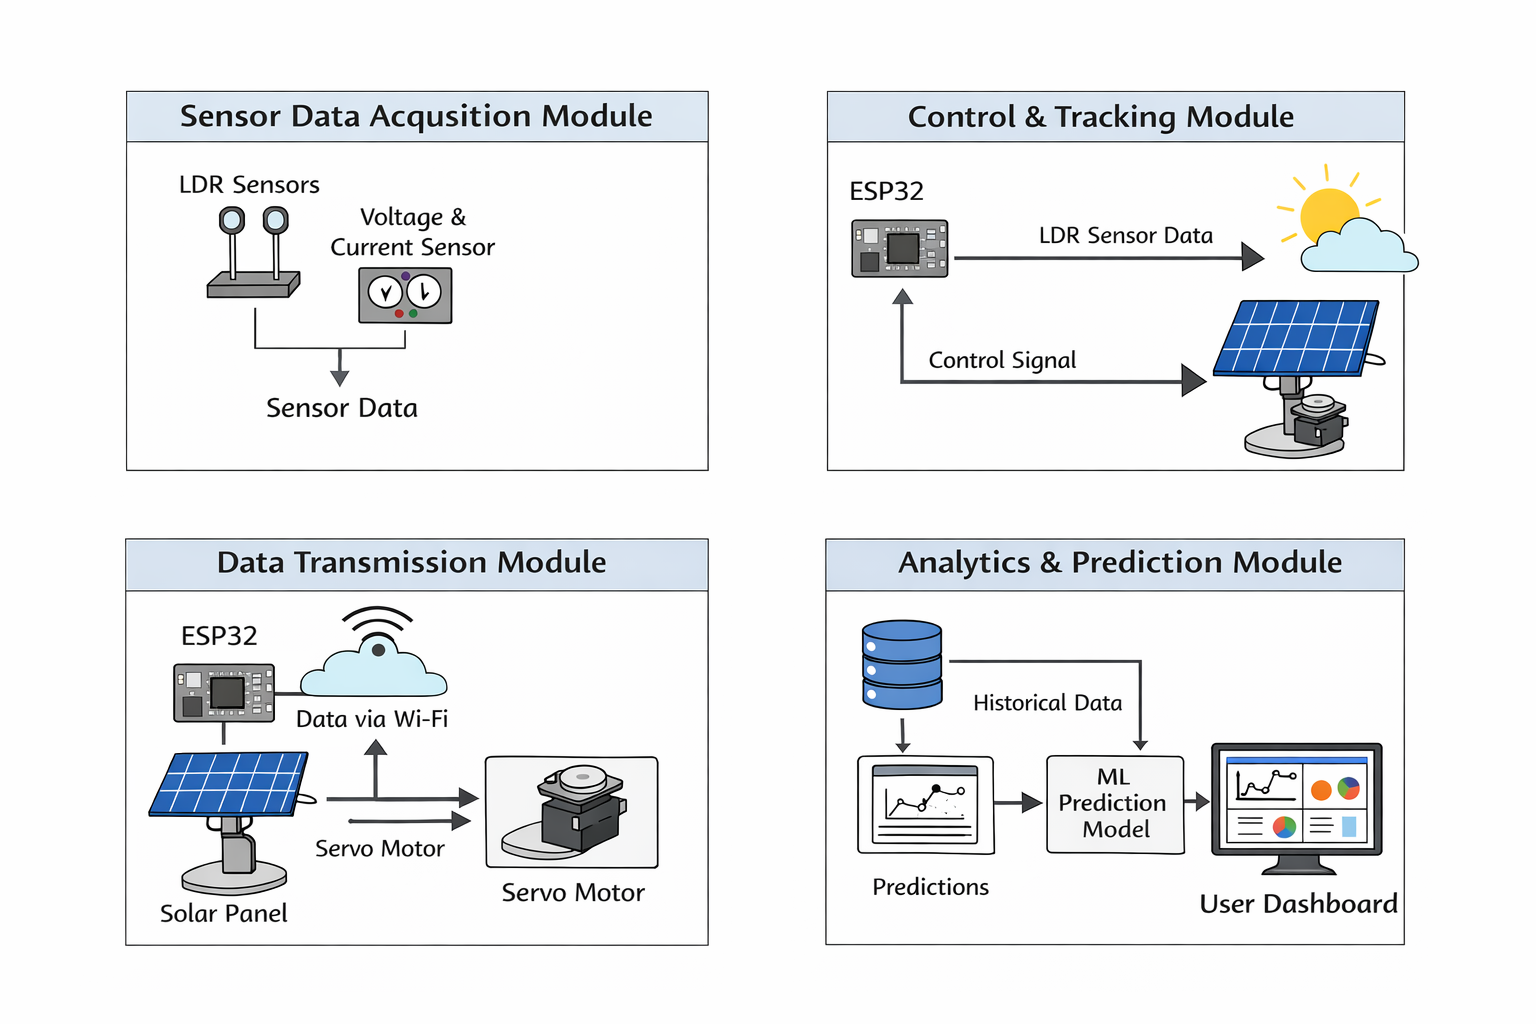 Sensor Data Acqusition Module
LDR Sensors
Voltage &
Current Sensor
Sensor Data
Control & Tracking Module
ESP32
LDR Sensor Data
Control Signal
Data Transmission Module
ESP32
Data via Wi-Fi
Servo Motor
Servo Motor
Solar Panel
Analytics & Prediction Module
Historical Data
ML
Prediction
Model
Predictions
User Dashboard